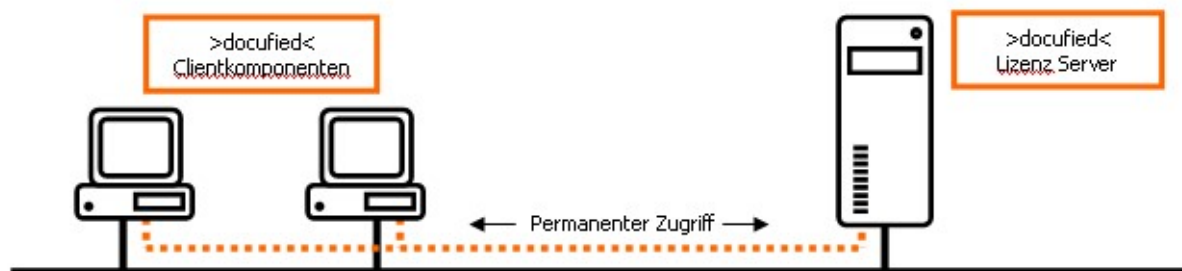 >docufied<
Clientkomponenten
>docufied<
Lizenz Server
Permanenter Zugriff